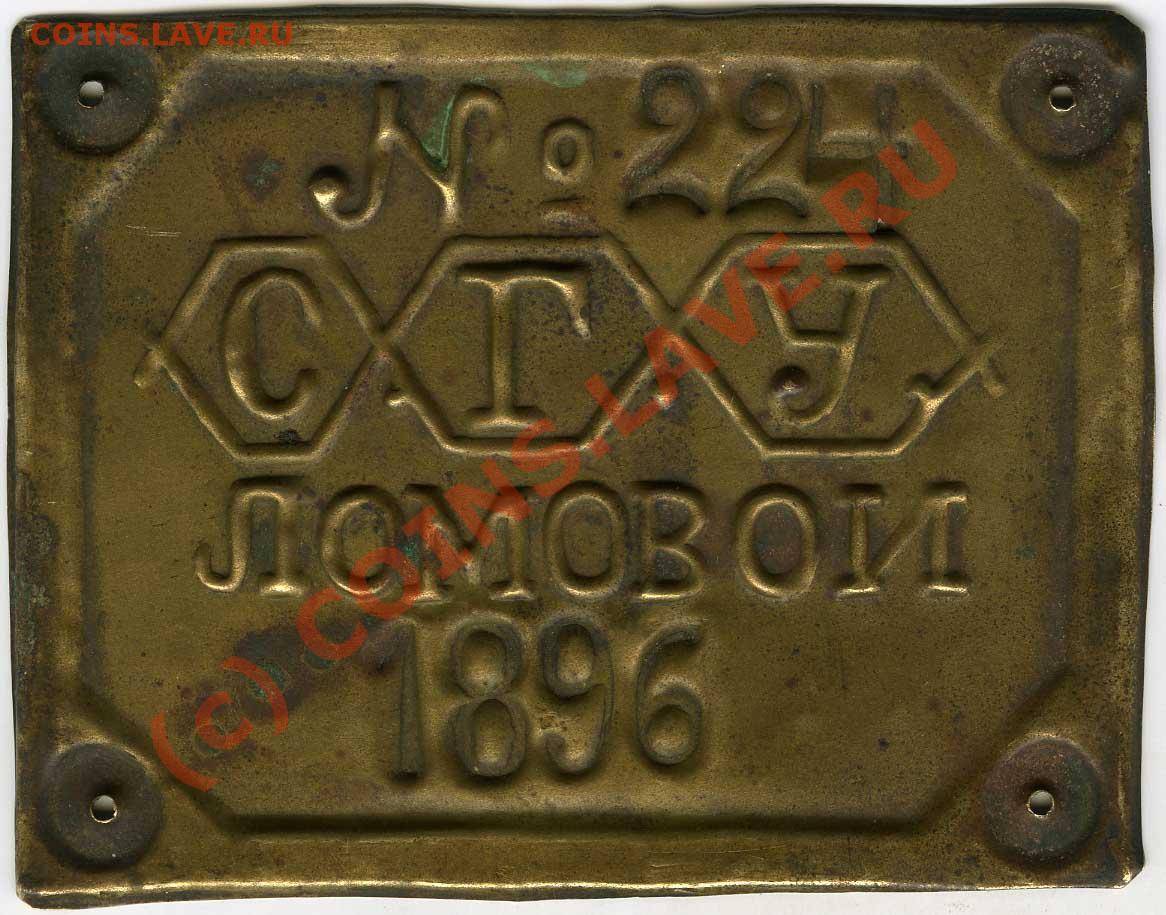 COINS.LAVE.RU
№ 224
С Г У
ЛОМОВОЙ
1896
(c) COINS.LAVE.RU